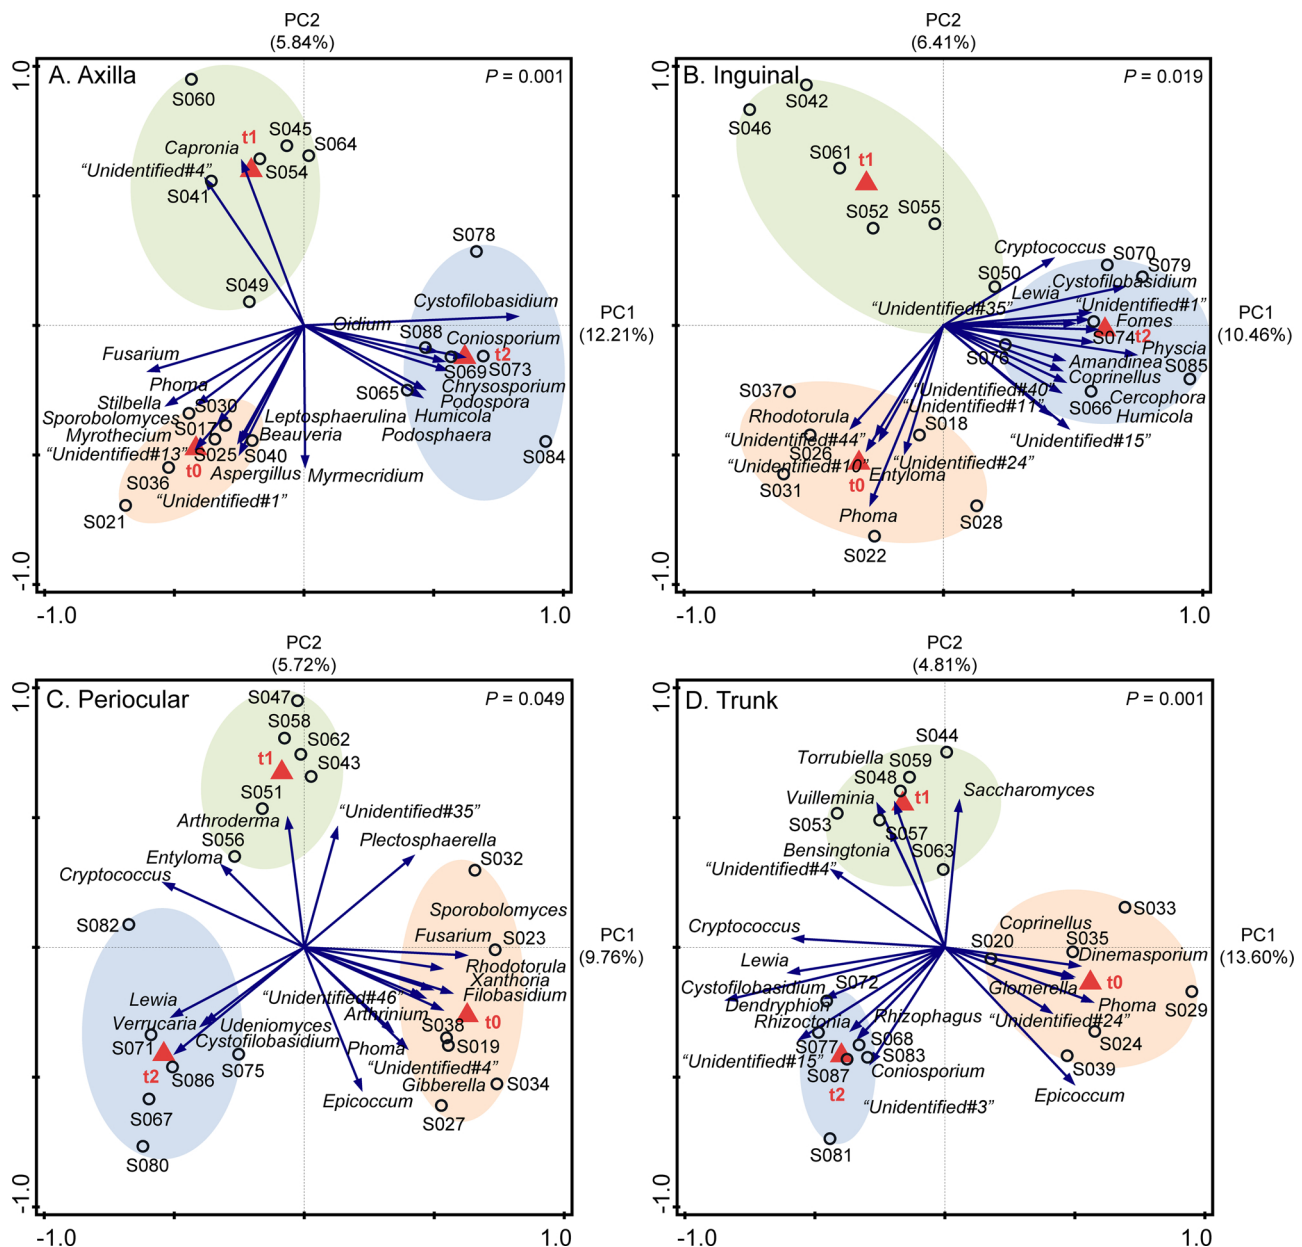 PC2
(5.84%)
PC2
(6.41%)
A. Axilla
P = 0.001
1.0
S060
S045
t1
S064
Capronia
S054
“Unidentified#4”
S041
S078
S049
Cystofilobasidium
Oidium
PC1
(12.21%)
S088
Coniosporium
Fusarium
t2
S069
S073
Phoma
S065
Chrysosporium
Stilbella
Podospora
S030
Sporobolomyces
Leptosphaerulina
Humicola
S017
Myrothecium
Beauveria
Podosphaera
“Unidentified#13”
S025
S040
S084
t0
Aspergillus
Myrmecridium
S036
“Unidentified#1”
S021
-1.0
-1.0
1.0
B. Inguinal
P = 0.019
1.0
S042
S046
S061
t1
S052
S055
Cryptococcus
S070
S079
S050
Cystofilobasidium
Lewia
“Unidentified#35”
“Unidentified#1”
Fomes
PC1
(10.46%)
S074
t2
S076
Physcia
Amandinea
S085
Coprinellus
S037
“Unidentified#40”
Cercophora
“Unidentified#11”
S066
Rhodotorula
Humicola
S018
“Unidentified#44”
“Unidentified#15”
S026
“Unidentified#10”
“Unidentified#24”
t0
Entyloma
S031
Phoma
S028
S022
-1.0
-1.0
1.0
PC2
(5.72%)
PC2
(4.81%)
C. Periocular
P = 0.049
1.0
S047
S058
S062
t1
S043
S051
“Unidentified#35”
Arthroderma
S056
Plectosphaerella
Entyloma
S032
Cryptococcus
Sporobolomyces
S082
Fusarium
S023
PC1
(9.76%)
Rhodotorula
Xanthoria
Lewia
“Unidentified#46”
Filobasidium
Arthrinium
Verrucaria
Udeniomyces
S038
t0
S071
Cystofilobasidium
Phoma
S019
t2
S086
S075
“Unidentified#4”
Gibberella
S034
Epicoccum
S067
S027
S080
-1.0
-1.0
1.0
D. Trunk
P = 0.001
1.0
S044
Torrubiella
S059
S048
Vuilleminia
t1
Saccharomyces
S053
S057
Bensingtonia
S063
“Unidentified#4”
S033
Cryptococcus
Coprinellus
S020
S035
PC1
(13.60%)
Dinemasporium
Lewia
Cystofilobasidium
S072
Glomerella
t0
Dendryphion
Phoma
S029
Rhizoctonia
Rhizophagus
“Unidentified#24”
S077
S068
S024
“Unidentified#15”
S083
S039
S087
Coniosporium
t2
Epicoccum
“Unidentified#3”
S081
-1.0
-1.0
1.0